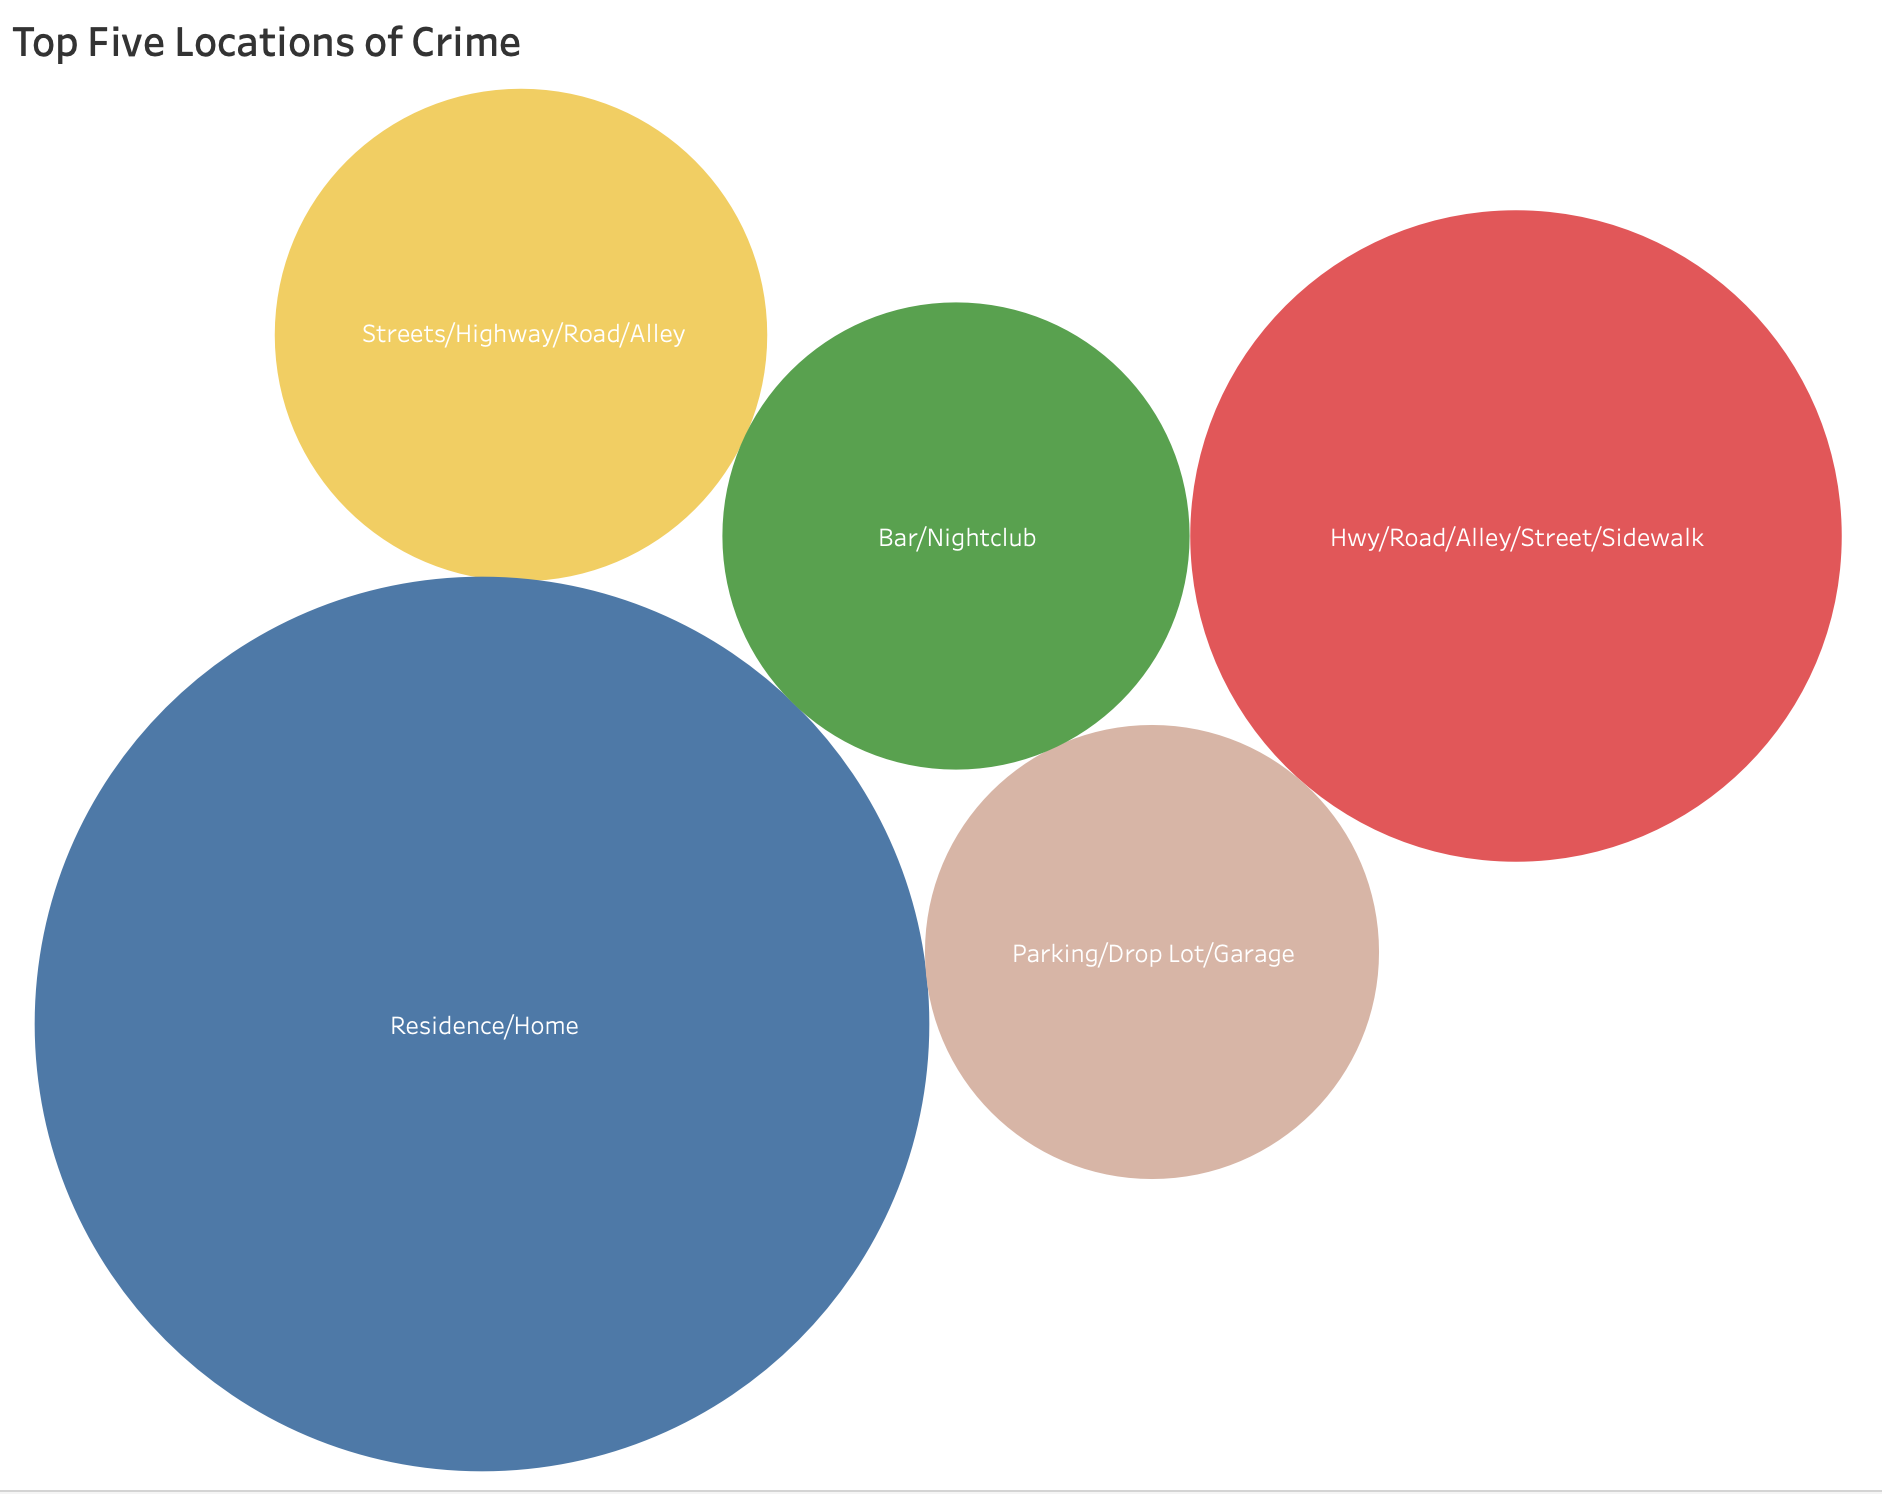 Top Five Locations of Crime
Streets/Highway/Road/Alley
Bar/Nightclub
Hwy/Road/Alley/Street/Sidewalk
Parking/Drop Lot/Garage
Residence/Home